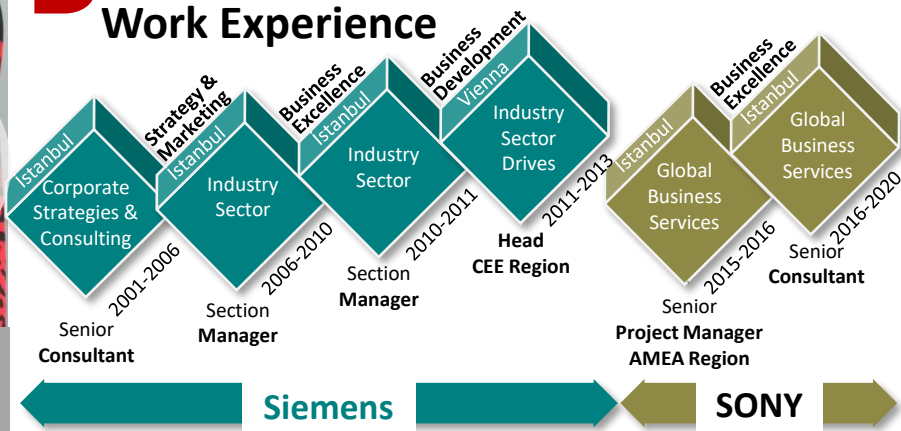 Work Experience
Istanbul
Corporate
Strategies &
Consulting
2001-2006
Senior
Consultant
Strategy &
Marketing
Istanbul
Industry
Sector
2006-2010
Section
Manager
Business
Excellence
Istanbul
Industry
Sector
2010-2011
Section
Manager
Business
Development
Vienna
Industry
Sector
Drives
2011-2013
Head
CEE Region
Istanbul
Global
Business
Services
2015-2016
Senior
Project Manager
AMEA Region
Business
Excellence
Istanbul
Global
Business
Services
2016-2020
Senior
Consultant
Siemens
SONY